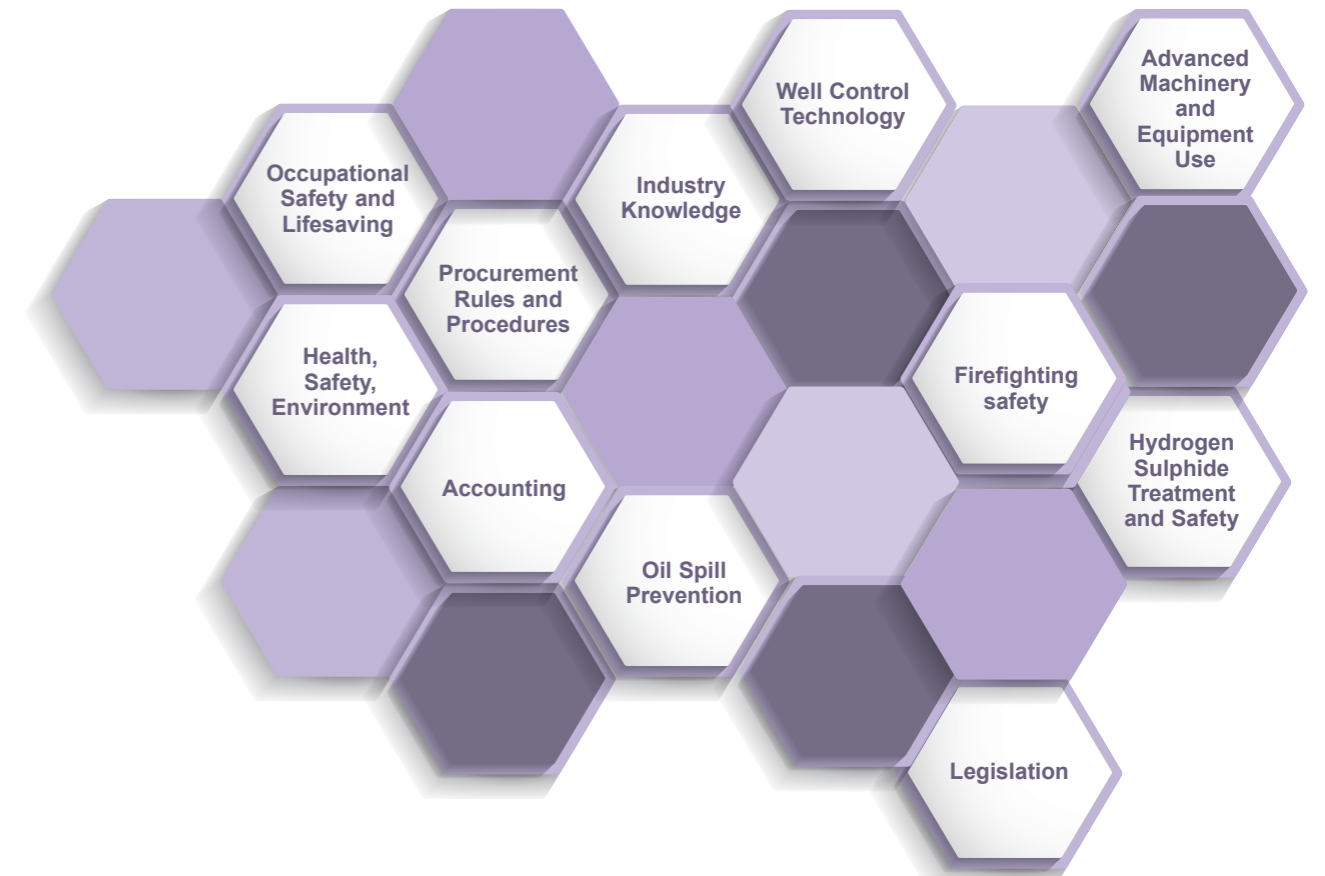 Well Control
Technology
Advanced
Machinery
and
Equipment
Use
Occupational
Safety and
Lifesaving
Industry
Knowledge
Procurement
Rules and
Procedures
Health,
Safety,
Environment
Firefighting
safety
Accounting
Hydrogen
Sulphide
Treatment
and Safety
Oil Spill
Prevention
Legislation